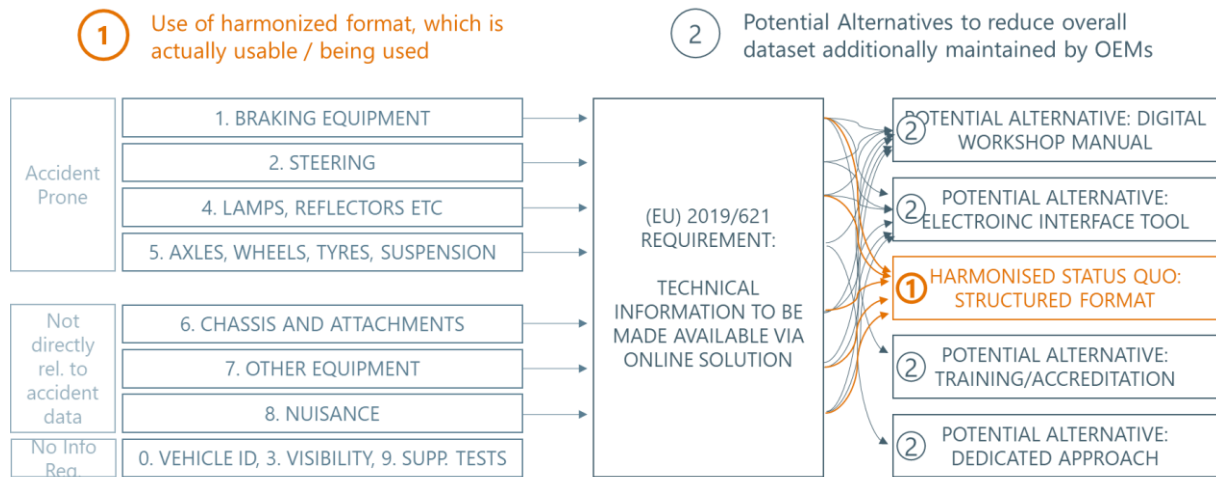 1
Use of harmonized format, which is
actually usable / being used
2
Potential Alternatives to reduce overall
dataset additionally maintained by OEMs
Accident
Prone
1. BRAKING EQUIPMENT
2. STEERING
4. LAMPS, REFLECTORS ETC
5. AXLES, WHEELS, TYRES, SUSPENSION
Not
directly
rel. to
accident
data
6. CHASSIS AND ATTACHMENTS
7. OTHER EQUIPMENT
8. NUISANCE
No Info
Req.
0. VEHICLE ID, 3. VISIBILITY, 9. SUPP. TESTS
(EU) 2019/621
REQUIREMENT:
TECHNICAL
INFORMATION TO BE
MADE AVAILABLE VIA
ONLINE SOLUTION
2
POTENTIAL ALTERNATIVE: DIGITAL
WORKSHOP MANUAL
2
POTENTIAL ALTERNATIVE:
ELECTROINC INTERFACE TOOL
1
HARMONISED STATUS QUO:
STRUCTURED FORMAT
2
POTENTIAL ALTERNATIVE:
TRAINING/ACCREDITATION
2
POTENTIAL ALTERNATIVE:
DEDICATED APPROACH